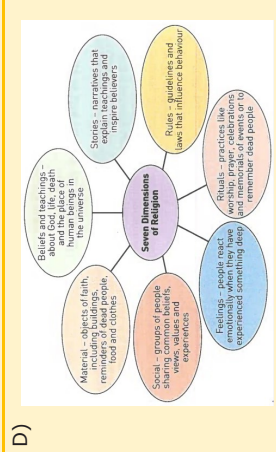 D)
Beliefs and teachings –
about God, life, death
and the place of
human beings in
the universe
Stories – narratives that
explain teachings and
inspire believers
Rules – guidelines and
laws that influence behaviour
Rituals – practices like
worship, prayer, celebrations
and memorials of events or to
remember dead people
Feelings – people react
emotionally when they have
experienced something deep
Social – groups of people
sharing common beliefs,
views, values and
experiences
Material – objects of faith,
including buildings,
reminders of dead people,
food and clothes
Seven Dimensions
of Religion